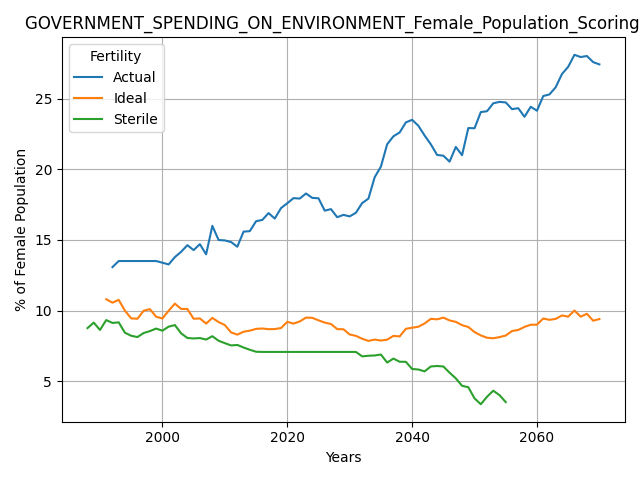 GOVERNMENT_SPENDING_ON_ENVIRONMENT_Female_Population_Scoring
Fertility
Actual
Ideal
Sterile
% of Female Population
25
20
15
10
5
2000 2020 2040 2060
Years